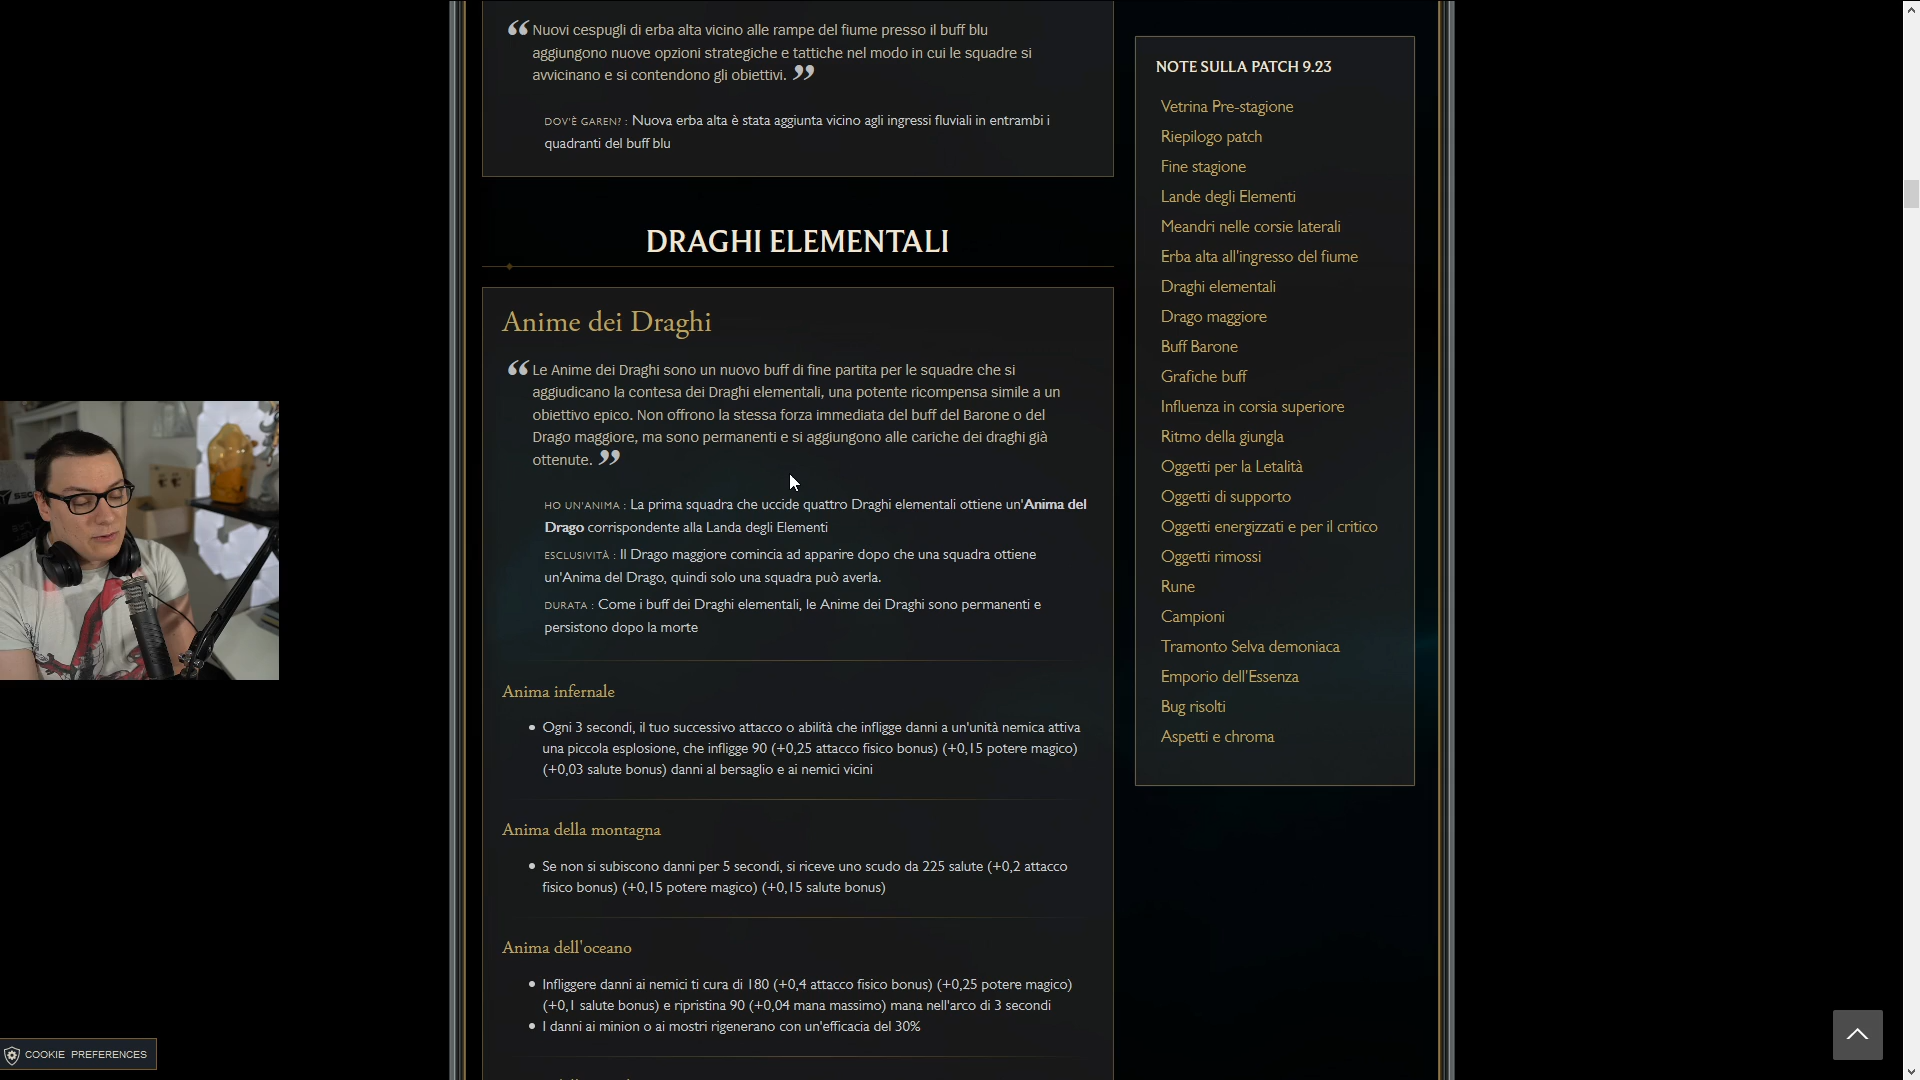 Nuovi cespugli di erba alta vicino alle rampe del fiume presso il buff blu
aggiungono nuove opzioni strategiche e tattiche nel modo in cui le squadre si
avvicinano e si contendono gli obiettivi.
DOV'È GAREN? : Nuova erba alta è stata aggiunta vicino agli ingressi fluviali in entrambi i
quadranti del buff blu
DRAGHI ELEMENTALI
Anime dei Draghi
Le Anime dei Draghi sono un nuovo buff di fine partita per le squadre che si
aggiudicano la contesa dei Draghi elementali, una potente ricompensa simile a un
obiettivo epico. Non offrono la stessa forza immediata del buff del Barone o del
Drago maggiore, ma sono permanenti e si aggiungono alle cariche dei draghi già
ottenute.
HO UN'ANIMA : La prima squadra che uccide quattro Draghi elementali ottiene un'Anima del
Drago corrispondente alla Landa degli Elementi
ESCLUSIVITÀ : Il Drago maggiore comincia ad apparire dopo che una squadra ottiene
un'Anima del Drago, quindi solo una squadra può averla.
DURATA : Come i buff dei Draghi elementali, le Anime dei Draghi sono permanenti e
persistono dopo la morte
Anima infernale
• Ogni 3 secondi, il tuo successivo attacco o abilità che infligge danni a un'unità nemica attiva
una piccola esplosione, che infligge 90 (+0,25 attacco fisico bonus) (+0,15 potere magico)
(+0,03 salute bonus) danni al bersaglio e ai nemici vicini
Anima della montagna
• Se non si subiscono danni per 5 secondi, si riceve uno scudo da 225 salute (+0,2 attacco
fisico bonus) (+0,15 potere magico) (+0,15 salute bonus)
Anima dell'oceano
• Infliggere danni ai nemici ti cura di 180 (+0,4 attacco fisico bonus) (+0,25 potere magico)
(+0,1 salute bonus) e ripristina 90 (+0,04 mana massimo) mana nell'arco di 3 secondi
• I danni ai minion o ai mostri rigenerano con un'efficacia del 30%
NOTE SULLA PATCH 9.23
Vetrina Pre-stagione
Riepilogo patch
Fine stagione
Lande degli Elementi
Meandri nelle corsie laterali
Erba alta all'ingresso del fiume
Draghi elementali
Drago maggiore
Buff Barone
Grafiche buff
Influenza in corsia superiore
Ritmo della giungla
Oggetti per la Letalità
Oggetti di supporto
Oggetti energizzati e per il critico
Oggetti rimossi
Rune
Campioni
Tramonto Selva demoniaca
Emporio dell'Essenza
Bug risolti
Aspetti e chroma
COOKIE PREFERENCES